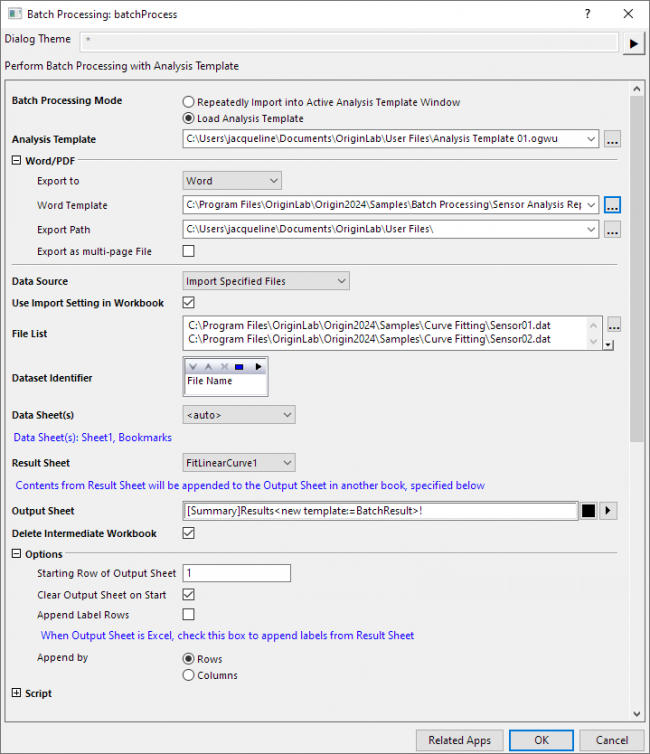 Batch Processing: batchProcess
Dialog Theme *
Perform Batch Processing with Analysis Template
Batch Processing Mode Repeatedly Import into Active Analysis Template Window
Load Analysis Template
Analysis Template C:\Users\jacqueline\Documents\OriginLab\User Files\Analysis Template 01.ogwu ...
Word/PDF
Export to Word
Word Template C:\Program Files\OriginLab\Origin2024\Samples\Batch Processing\Sensor Analysis Rep ...
Export Path C:\Users\jacqueline\Documents\OriginLab\User Files\ ...
Export as multi-page File
Data Source Import Specified Files
Use Import Setting in Workbook
File List C:\Program Files\OriginLab\Origin2024\Samples\Curve Fitting\Sensor01.dat ...
C:\Program Files\OriginLab\Origin2024\Samples\Curve Fitting\Sensor02.dat
Dataset Identifier
File Name
Data Sheet(s) <auto>
Data Sheet(s): Sheet1, Bookmarks
Result Sheet FitLinearCurve1
Contents from Result Sheet will be appended to the Output Sheet in another book, specified below
Output Sheet [Summary]Results<new template:=BatchResult>!
Delete Intermediate Workbook
Options
Starting Row of Output Sheet 1
Clear Output Sheet on Start
Append Label Rows
When Output Sheet is Excel, check this box to append labels from Result Sheet
Append by Rows
Columns
Script
Related Apps OK Cancel